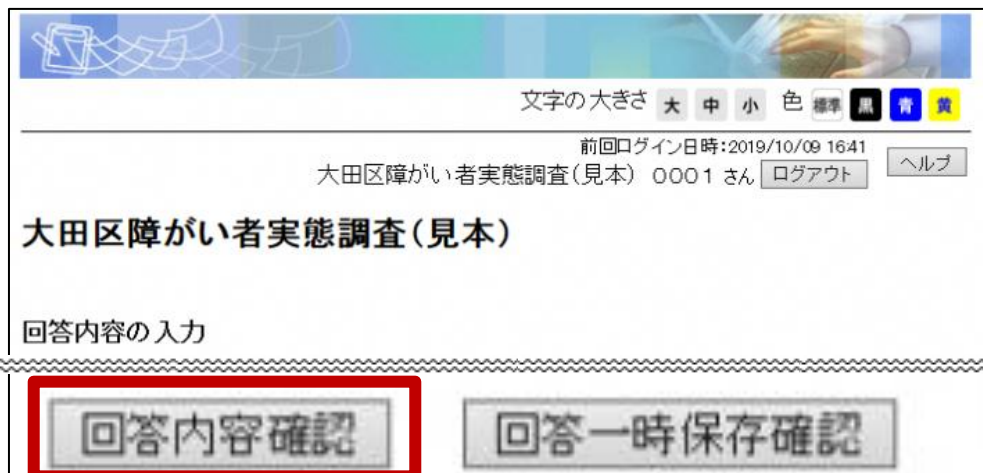 文字の大きさ 大 中 小 色 標準 黒 青 黄
前回ログイン日時:2019/10/09 16:41
大田区障がい者実態調査(見本) 0001 さん ログアウト ヘルプ
大田区障がい者実態調査(見本)
回答内容の入力
回答内容確認 回答一時保存確認